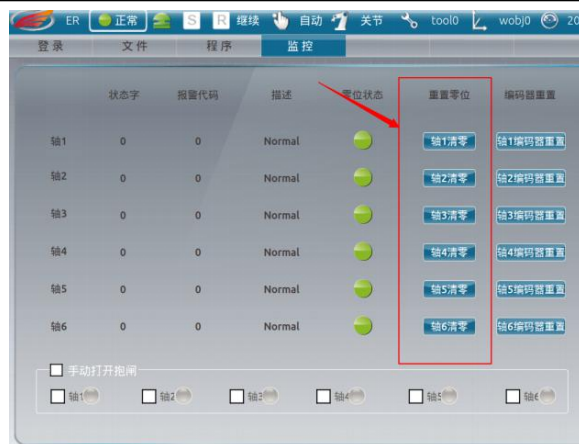 ER 正常 S R 继续 自动 关节 tool0 wobj0 20
登录 文件 程序 监控
状态字 报警代码 描述 零位状态 重置零位 编码器重置
轴1 0 0 Normal 轴1清零 轴1编码器重置
轴2 0 0 Normal 轴2清零 轴2编码器重置
轴3 0 0 Normal 轴3清零 轴3编码器重置
轴4 0 0 Normal 轴4清零 轴4编码器重置
轴5 0 0 Normal 轴5清零 轴5编码器重置
轴6 0 0 Normal 轴6清零 轴6编码器重置
手动打开抱闸
轴1 轴2 轴3 轴4 轴5 轴6